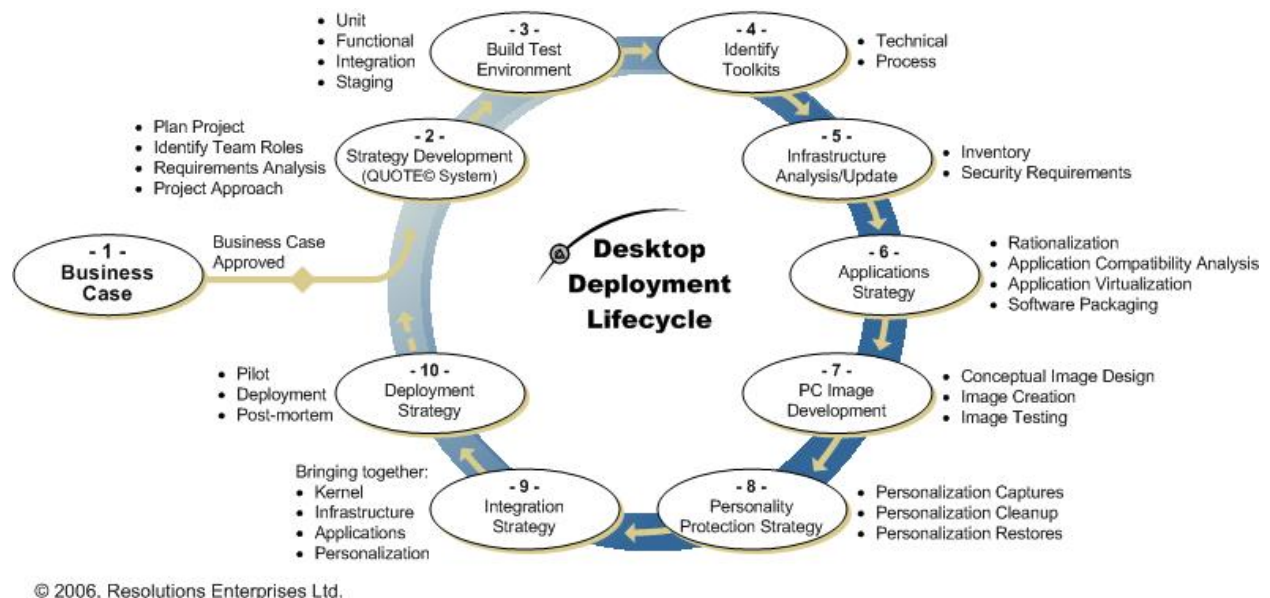 - 1 -
Business
Case
Business Case
Approved
- 2 -
Strategy Development
(QUOTE© System)
• Plan Project
• Identify Team Roles
• Requirements Analysis
• Project Approach
- 3 -
Build Test
Environment
• Unit
• Functional
• Integration
• Staging
- 4 -
Identify
Toolkits
• Technical
• Process
- 5 -
Infrastructure
Analysis/Update
• Inventory
• Security Requirements
- 6 -
Applications
Strategy
• Rationalization
• Application Compatibility Analysis
• Application Virtualization
• Software Packaging
- 7 -
PC Image
Development
• Conceptual Image Design
• Image Creation
• Image Testing
- 8 -
Personality
Protection Strategy
• Personalization Captures
• Personalization Cleanup
• Personalization Restores
- 9 -
Integration
Strategy
Bringing together:
• Kernel
• Infrastructure
• Applications
• Personalization
- 10 -
Deployment
Strategy
• Pilot
• Deployment
• Post-mortem
Desktop
Deployment
Lifecycle
© 2006, Resolutions Enterprises Ltd.